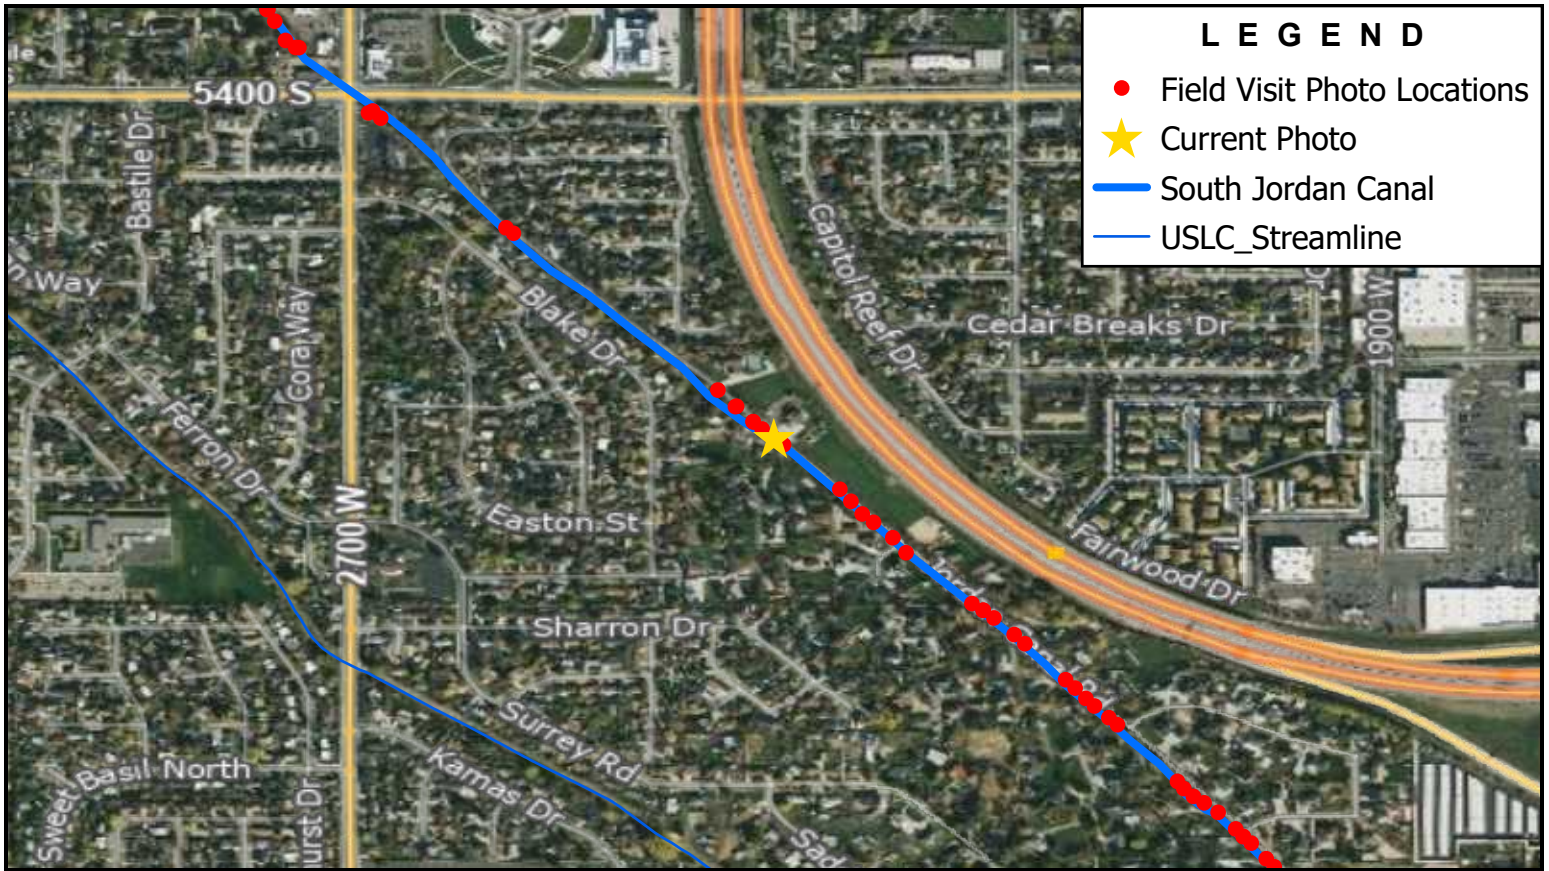 LEGEND
Field Visit Photo Locations
Current Photo
South Jordan Canal
USLC_Streamline
5400 S
Bastile Dr
n Way
Cora Way
Blake Dr
Capitol Reef Dr
Cedar Breaks Dr
1900 W
Ferron Dr
2700 W
Easton St
Fairwood Dr
Sharron Dr
Surrey Rd
Kamas Dr
Sweet Basil North
urst Dr
Sad